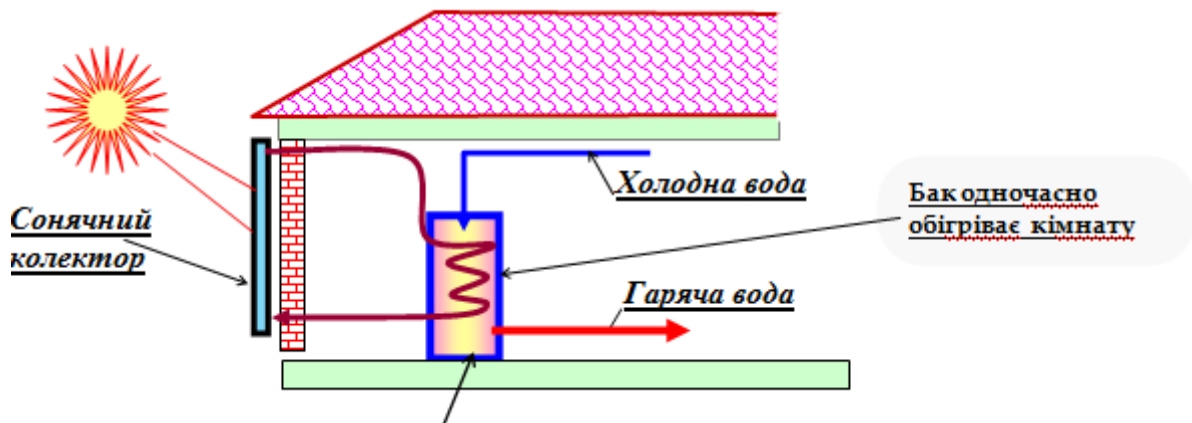 Холодна вода
Бак одночасно
обігріває кімнату
Сонячний
колектор
Гаряча вода